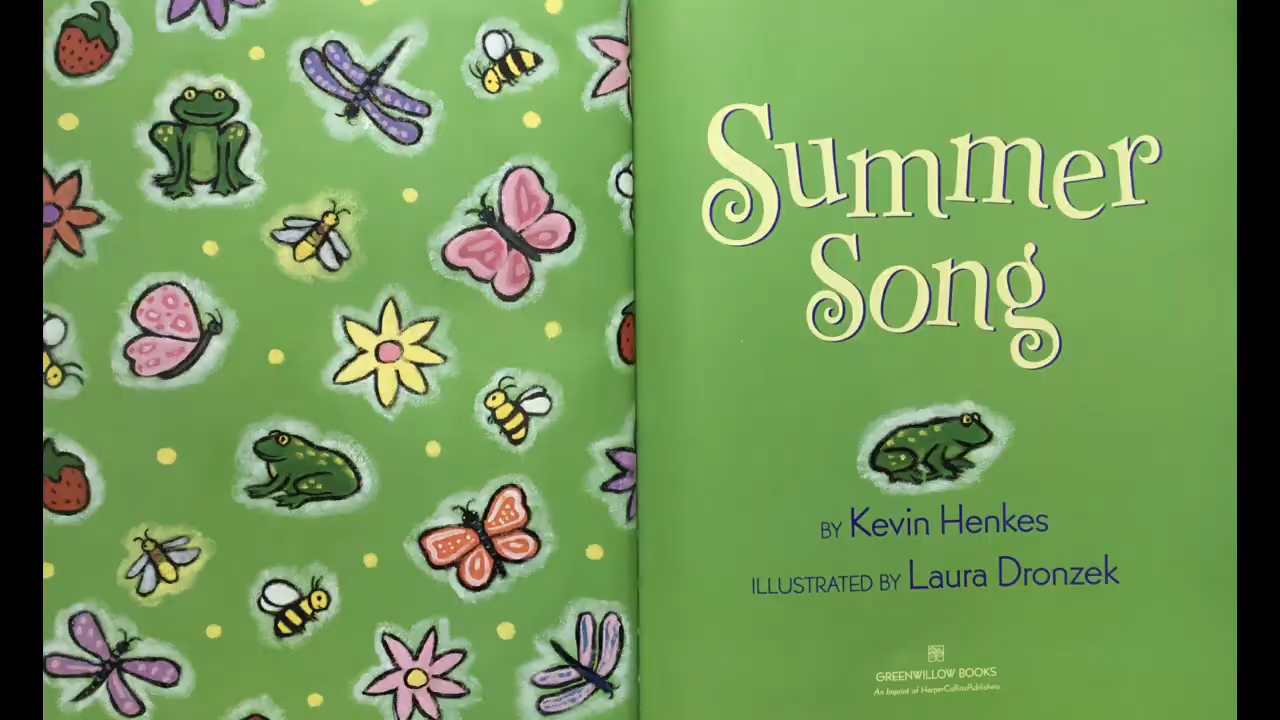 Summer
Song
BY Kevin Henkes
ILLUSTRATED BY Laura Dronzek
GREENWILLOW BOOKS
An Imprint of HarperCollinsPublishers